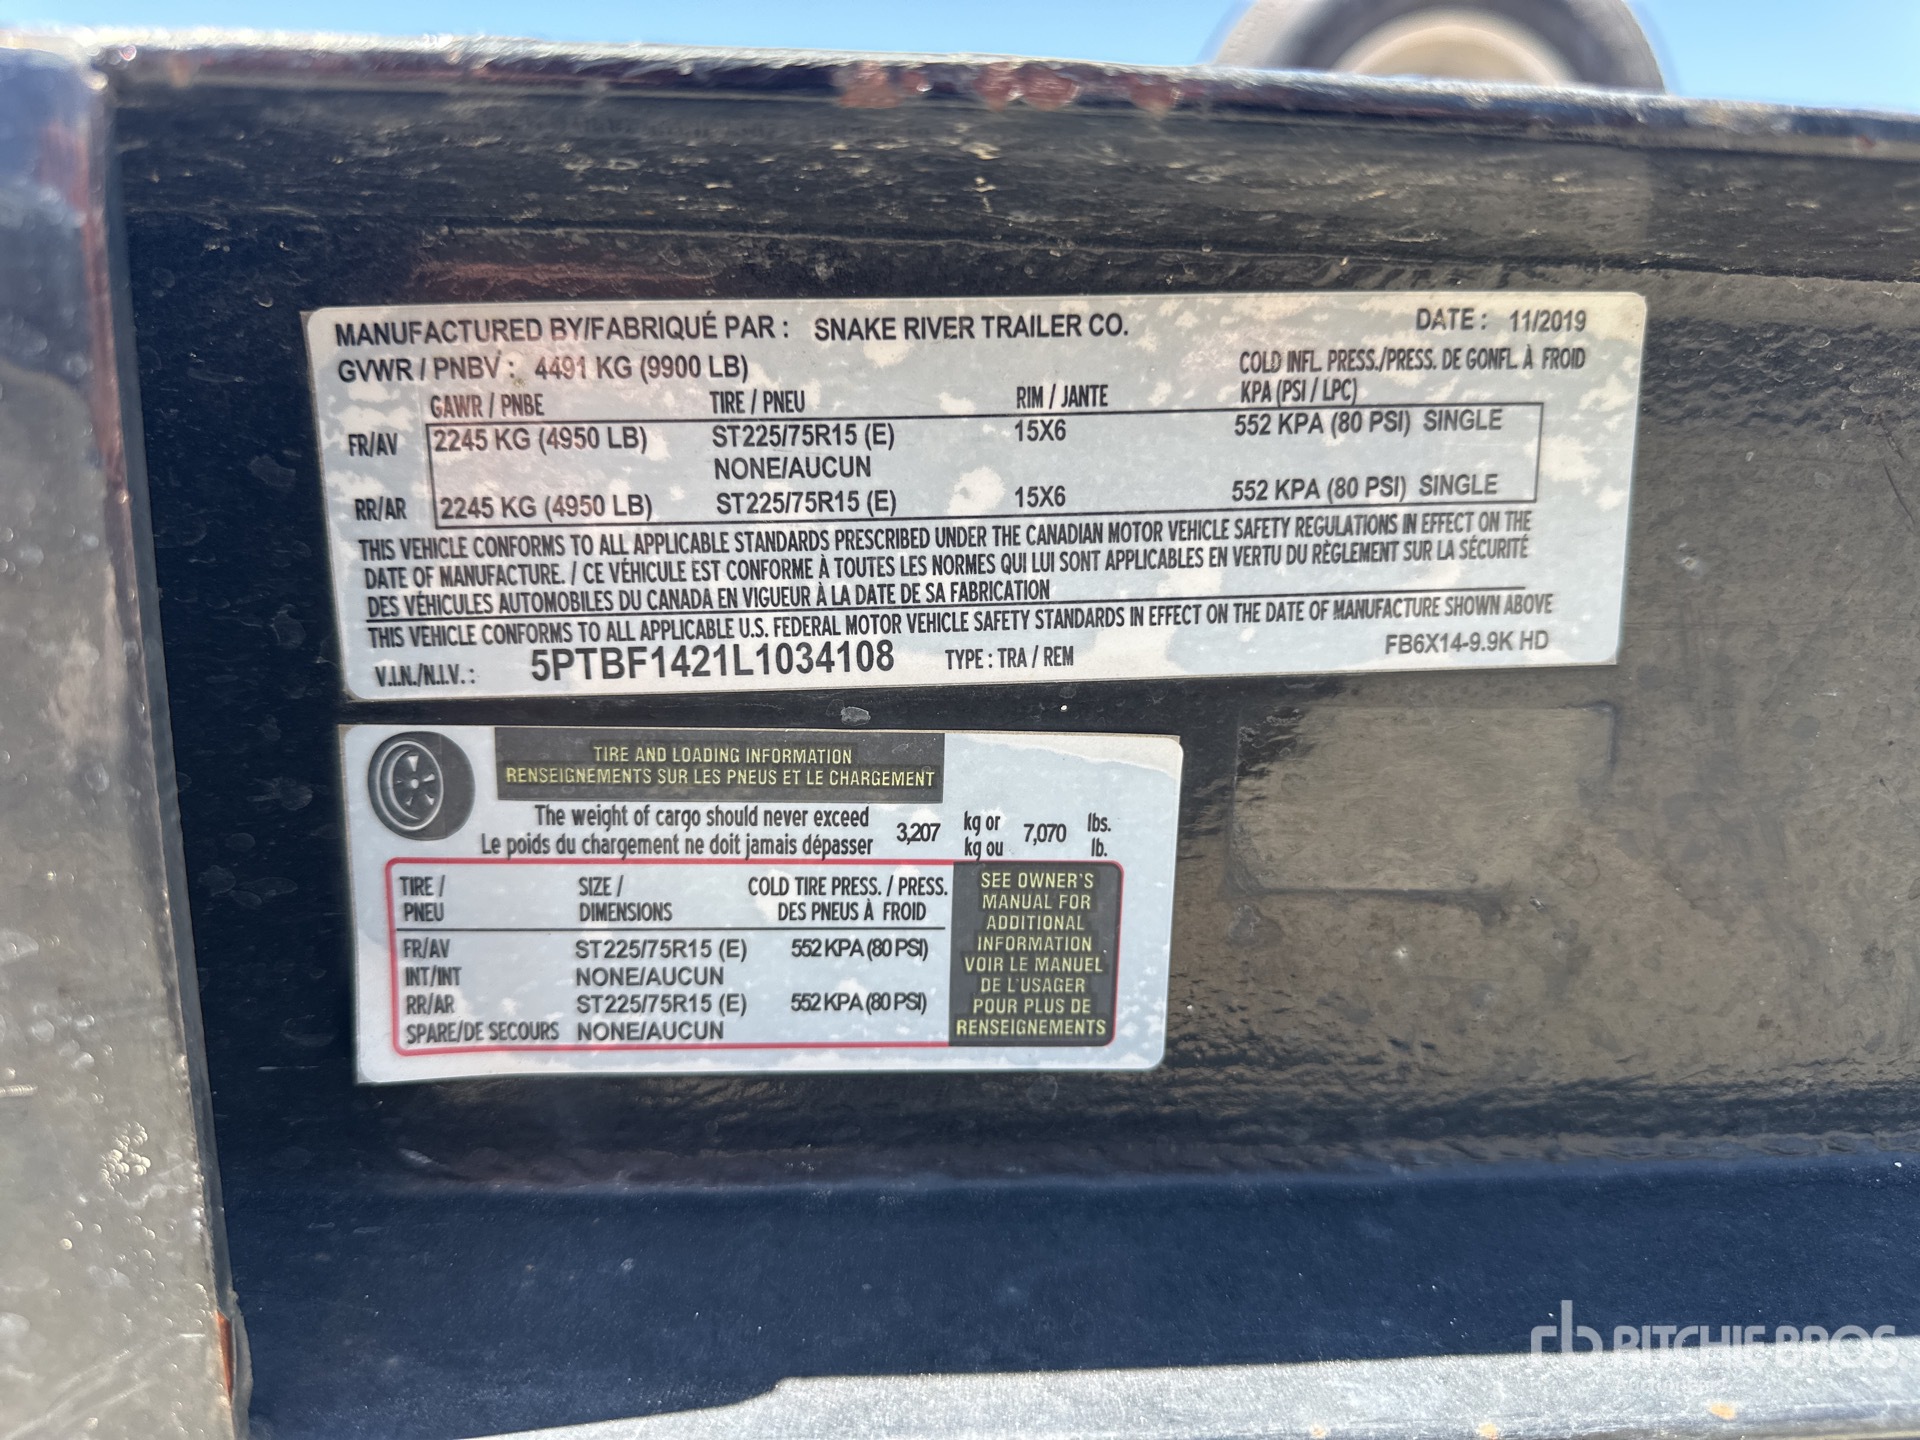 MANUFACTURED BY/FABRIQUÉ PAR : SNAKE RIVER TRAILER CO. DATE : 11/2019
GVWR / PNBV : 4491 KG (9900 LB) COLD INFL. PRESS./PRESS. DE GONFL. À FROID
GAWR / PNBE TIRE / PNEU RIM / JANTE KPA (PSI / LPC)
FR/AV 2245 KG (4950 LB) ST225/75R15 (E) 15X6 552 KPA (80 PSI) SINGLE
NONE/AUCUN
RR/AR 2245 KG (4950 LB) ST225/75R15 (E) 15X6 552 KPA (80 PSI) SINGLE
THIS VEHICLE CONFORMS TO ALL APPLICABLE STANDARDS PRESCRIBED UNDER THE CANADIAN MOTOR VEHICLE SAFETY REGULATIONS IN EFFECT ON THE
DATE OF MANUFACTURE. / CE VÉHICULE EST CONFORME À TOUTES LES NORMES QUI LUI SONT APPLICABLES EN VERTU DU RÈGLEMENT SUR LA SÉCURITÉ
DES VÉHICULES AUTOMOBILES DU CANADA EN VIGUEUR À LA DATE DE SA FABRICATION
THIS VEHICLE CONFORMS TO ALL APPLICABLE U.S. FEDERAL MOTOR VEHICLE SAFETY STANDARDS IN EFFECT ON THE DATE OF MANUFACTURE SHOWN ABOVE
V.I.N./N.I.V. : 5PTBF1421L1034108 TYPE : TRA / REM FB6X14-9.9K HD
TIRE AND LOADING INFORMATION
RENSEIGNEMENTS SUR LES PNEUS ET LE CHARGEMENT
The weight of cargo should never exceed 3,207 kg or 7,070 lbs.
Le poids du chargement ne doit jamais dépasser kg ou lb.
TIRE / SIZE / COLD TIRE PRESS. / PRESS.
PNEU DIMENSIONS DES PNEUS À FROID
FR/AV ST225/75R15 (E) 552 KPA (80 PSI)
INT/INT NONE/AUCUN
RR/AR ST225/75R15 (E) 552 KPA (80 PSI)
SPARE/DE SECOURS NONE/AUCUN
SEE OWNER'S
MANUAL FOR
ADDITIONAL
INFORMATION
VOIR LE MANUEL
DE L'USAGER
POUR PLUS DE
RENSEIGNEMENTS
rb RITCHIE BROS